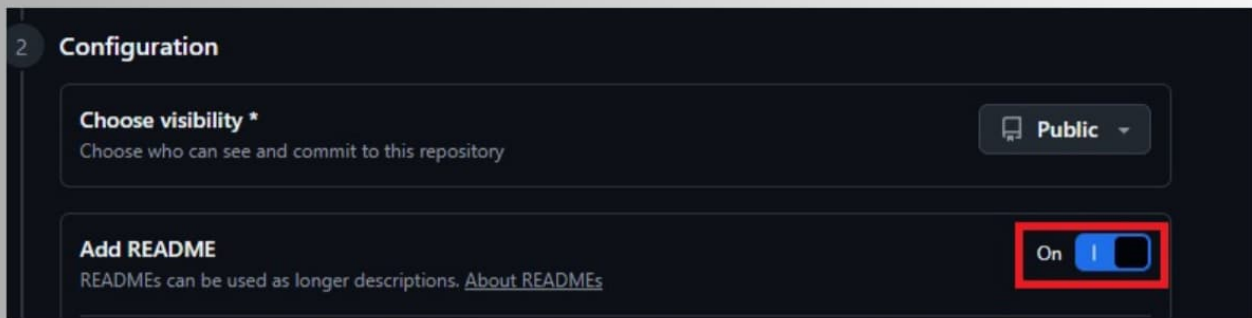 2
Configuration
Choose visibility *
Public
Choose who can see and commit to this repository
Add README
On
READMEs can be used as longer descriptions. About READMEs